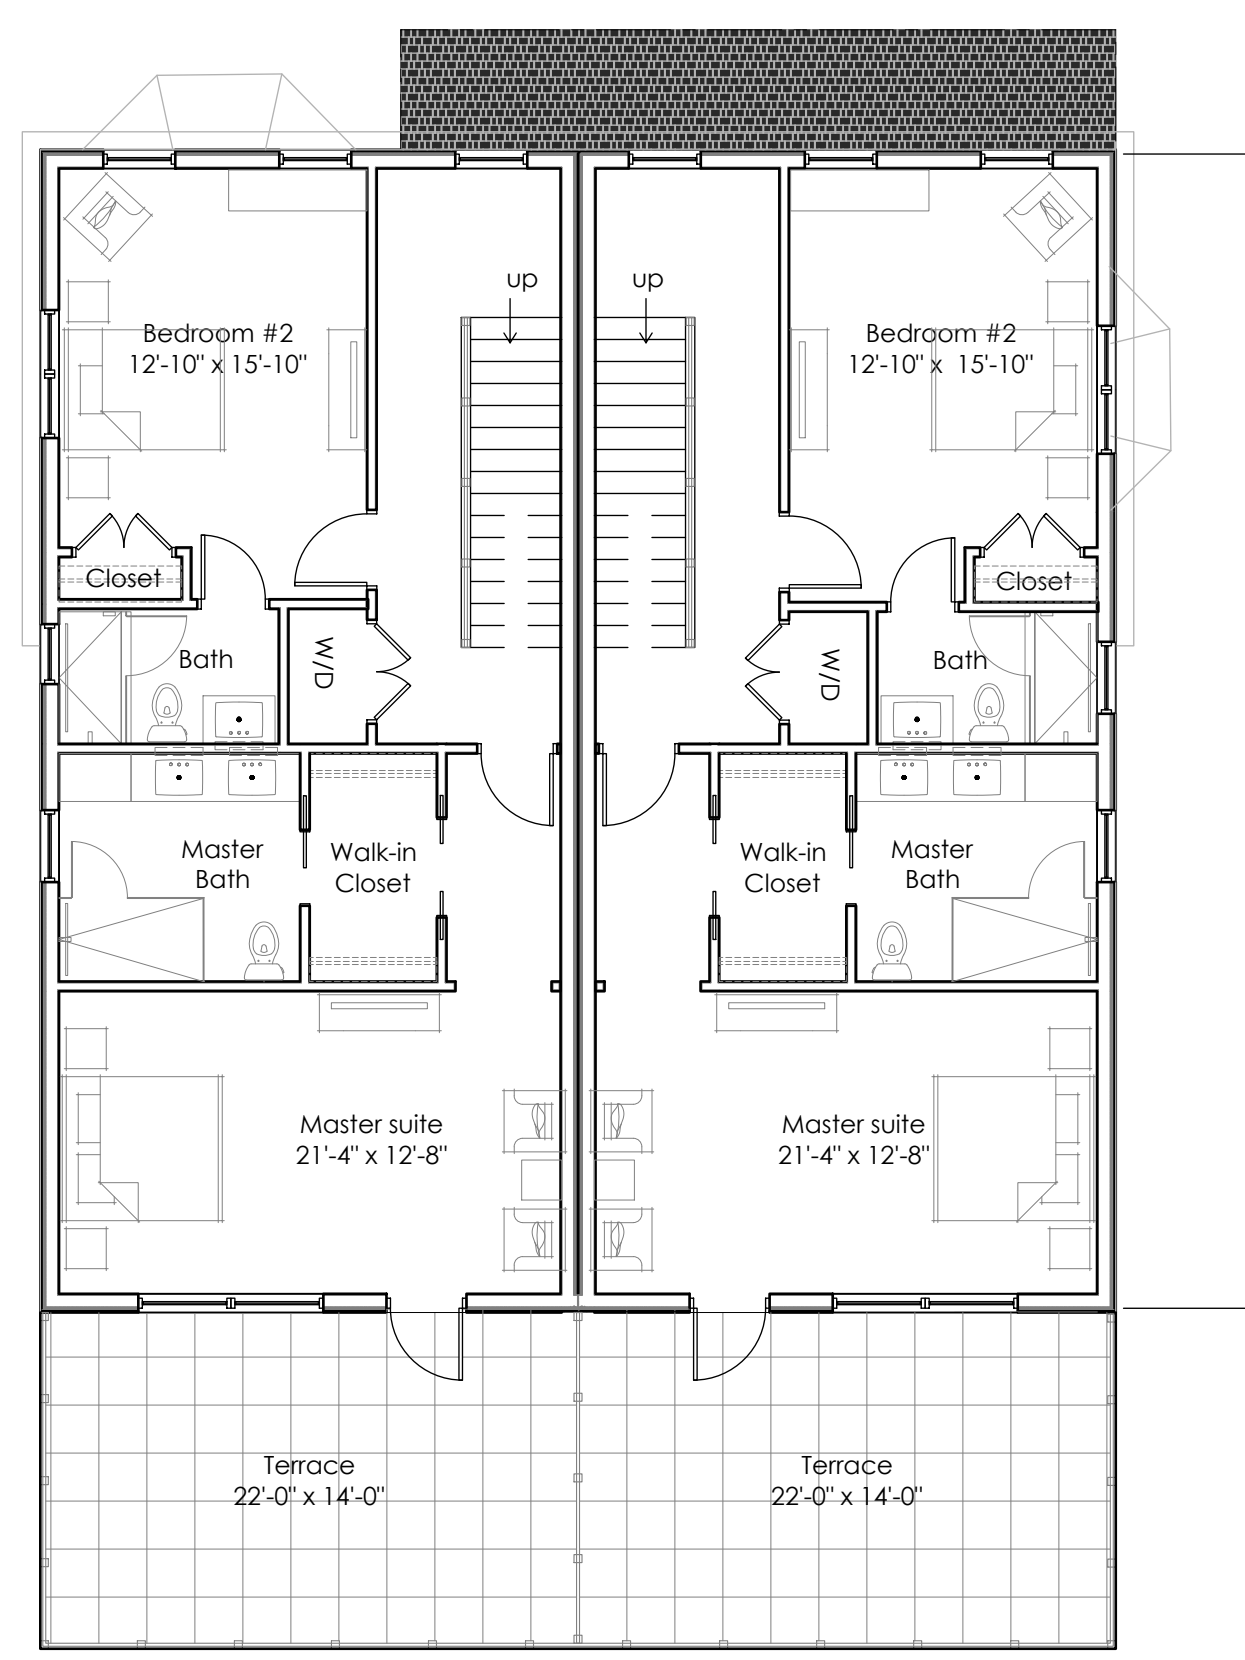 up
up
Bedroom #2
12'-10" x 15'-10"
Bedroom #2
12'-10" x  15'-10"
Closet
Closet
Bath
W/D
W/D
Bath
Master
Bath
Walk-in
Closet
Walk-in
Closet
Master
Bath
Master suite
21'-4" x 12'-8"
Master suite
21'-4" x 12'-8"
Terrace
22'-0" x 14'-0"
Terrace
22'-0" x 14'-0"